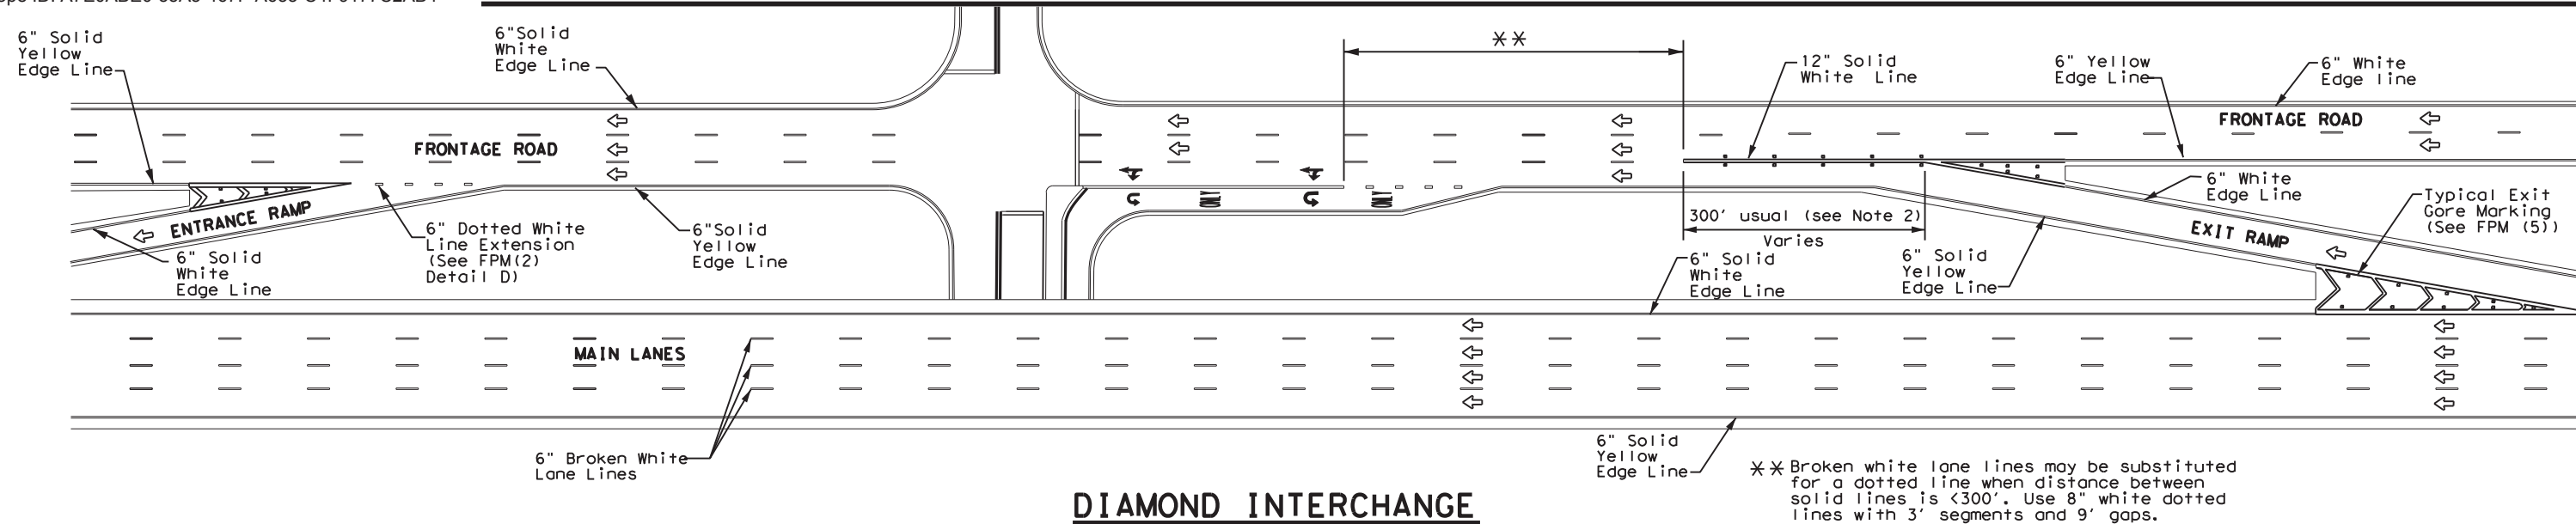 6" Solid
Yellow
Edge Line
6"Solid
White
Edge Line
**
12" Solid
White Line
6" Yellow
Edge Line
6" White
Edge line
FRONTAGE ROAD
FRONTAGE ROAD
ENTRANCE RAMP
6" Solid
White
Edge Line
6" Dotted White
Line Extension
(See FPM(2)
Detail D)
6"Solid
Yellow
Edge Line
ONLY
ONLY
300' usual (see Note 2)
Varies
6" Solid
White
Edge Line
6" Solid
Yellow
Edge Line
6" White
Edge Line
EXIT RAMP
Typical Exit
Gore Marking
(See FPM (5))
MAIN LANES
6" Broken White
Lane Lines
6" Solid
Yellow
Edge Line
** Broken white lane lines may be substituted
for a dotted line when distance between
solid lines is <300'. Use 8" white dotted
lines with 3' segments and 9' gaps.
DIAMOND INTERCHANGE